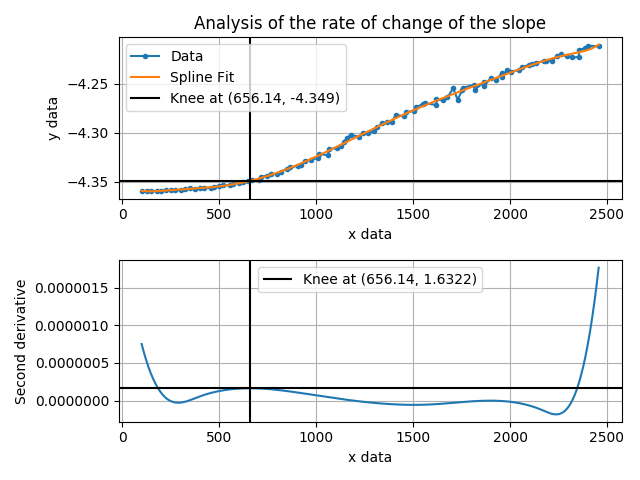 Analysis of the rate of change of the slope
Data
Spline Fit
Knee at (656.14, -4.349)
−4.25
−4.30
−4.35
y data
0
500
1000
1500
2000
2500
x data
Knee at (656.14, 1.6322)
0.0000015
0.0000010
0.0000005
0.0000000
Second derivative
0
500
1000
1500
2000
2500
x data